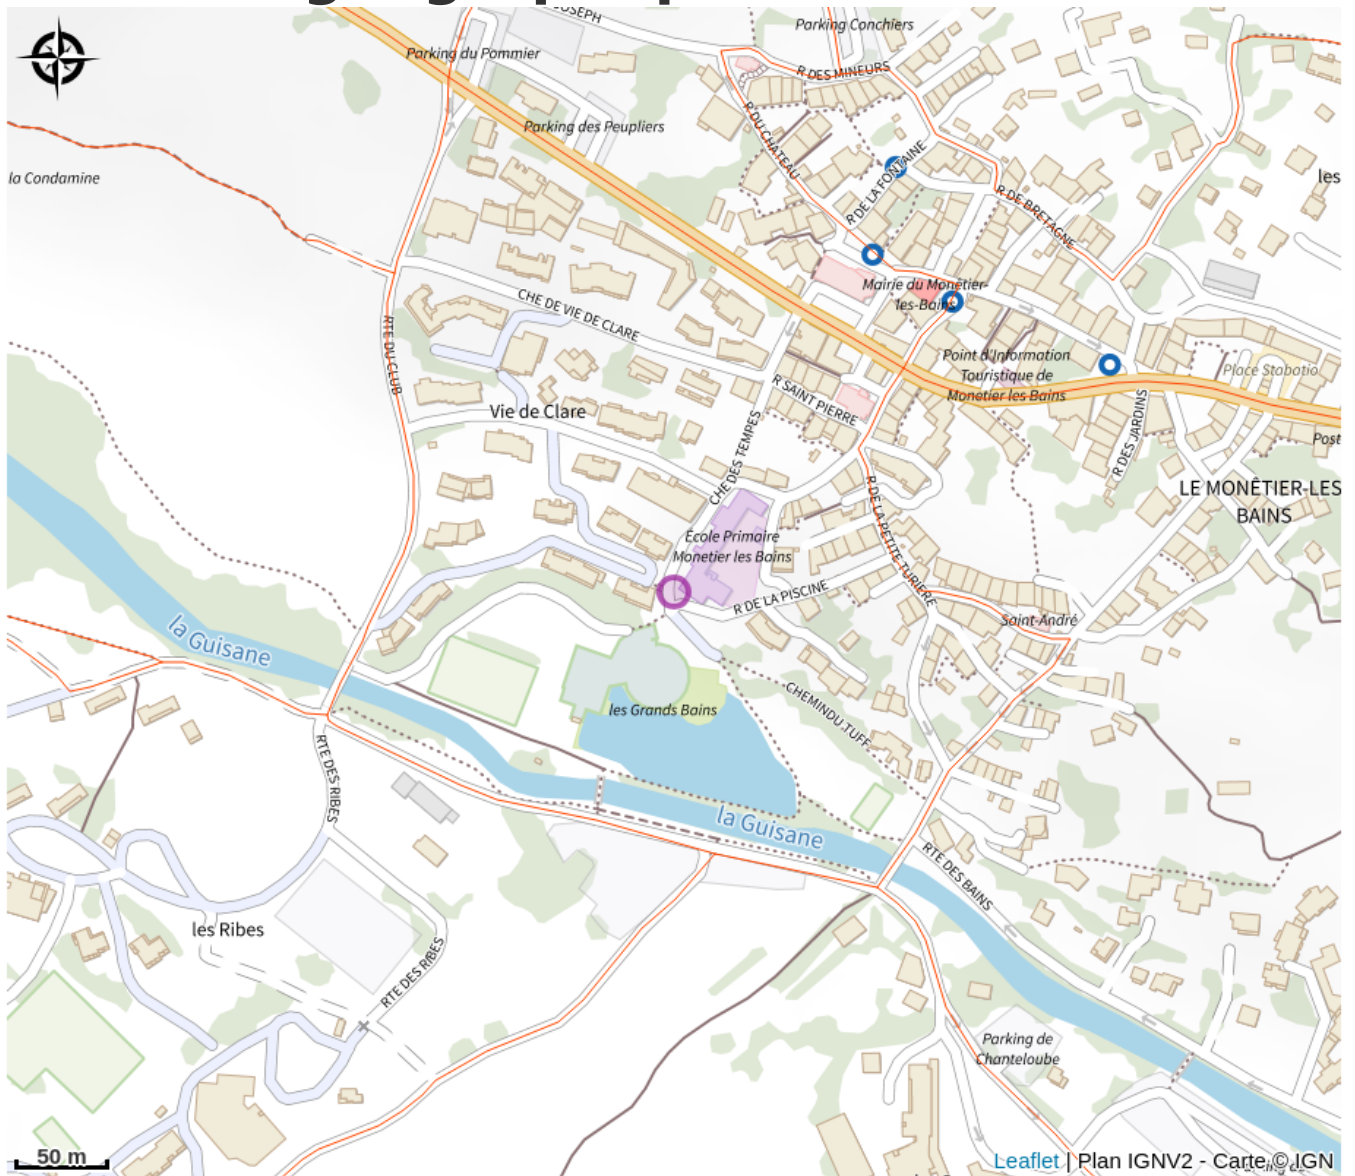 JOSEPH
Parking Conchiers
Parking du Pommier
R DES MINEURS
Parking des Peupliers
R DU CHATEAU
la Condamine
les
R DE LA FONTAINE
R DE BRETAGNE
Mairie du Monêtier-
les-Bains
CHE DE VIE DE CLARE
RTE DU CLUB
Point d'Information
Touristique de
Monetier les Bains
Place Stabatio
R SAINT PIERRE
Vie de Clare
R DES JARDINS
Post
CHE DES TEMPES
LE MONÊTIER-LES
BAINS
R DE LA PETITE TURIERE
École Primaire
Monetier les Bains
R DE LA PISCINE
Saint-André
la Guisane
les Grands Bains
CHEMIN DU TUFF
RTE DES RIBES
la Guisane
RTE DES BAINS
les Ribes
RTE DES RIBES
Parking de
Chanteloube
50 m
Leaflet | Plan IGNV2 - Carte © IGN